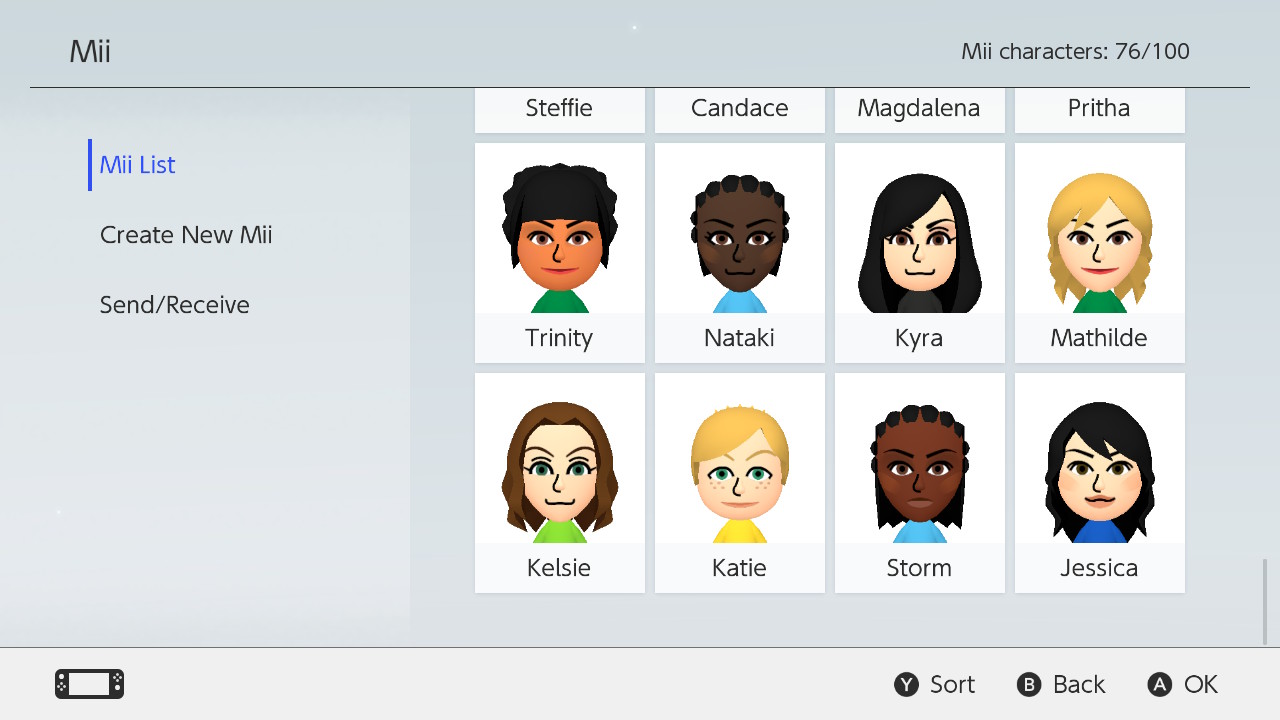 Mii
Mii characters: 76/100
Mii List
Create New Mii
Send/Receive
Steffie
Candace
Magdalena
Pritha
Trinity
Nataki
Kyra
Mathilde
Kelsie
Katie
Storm
Jessica
Y Sort
B Back
A OK